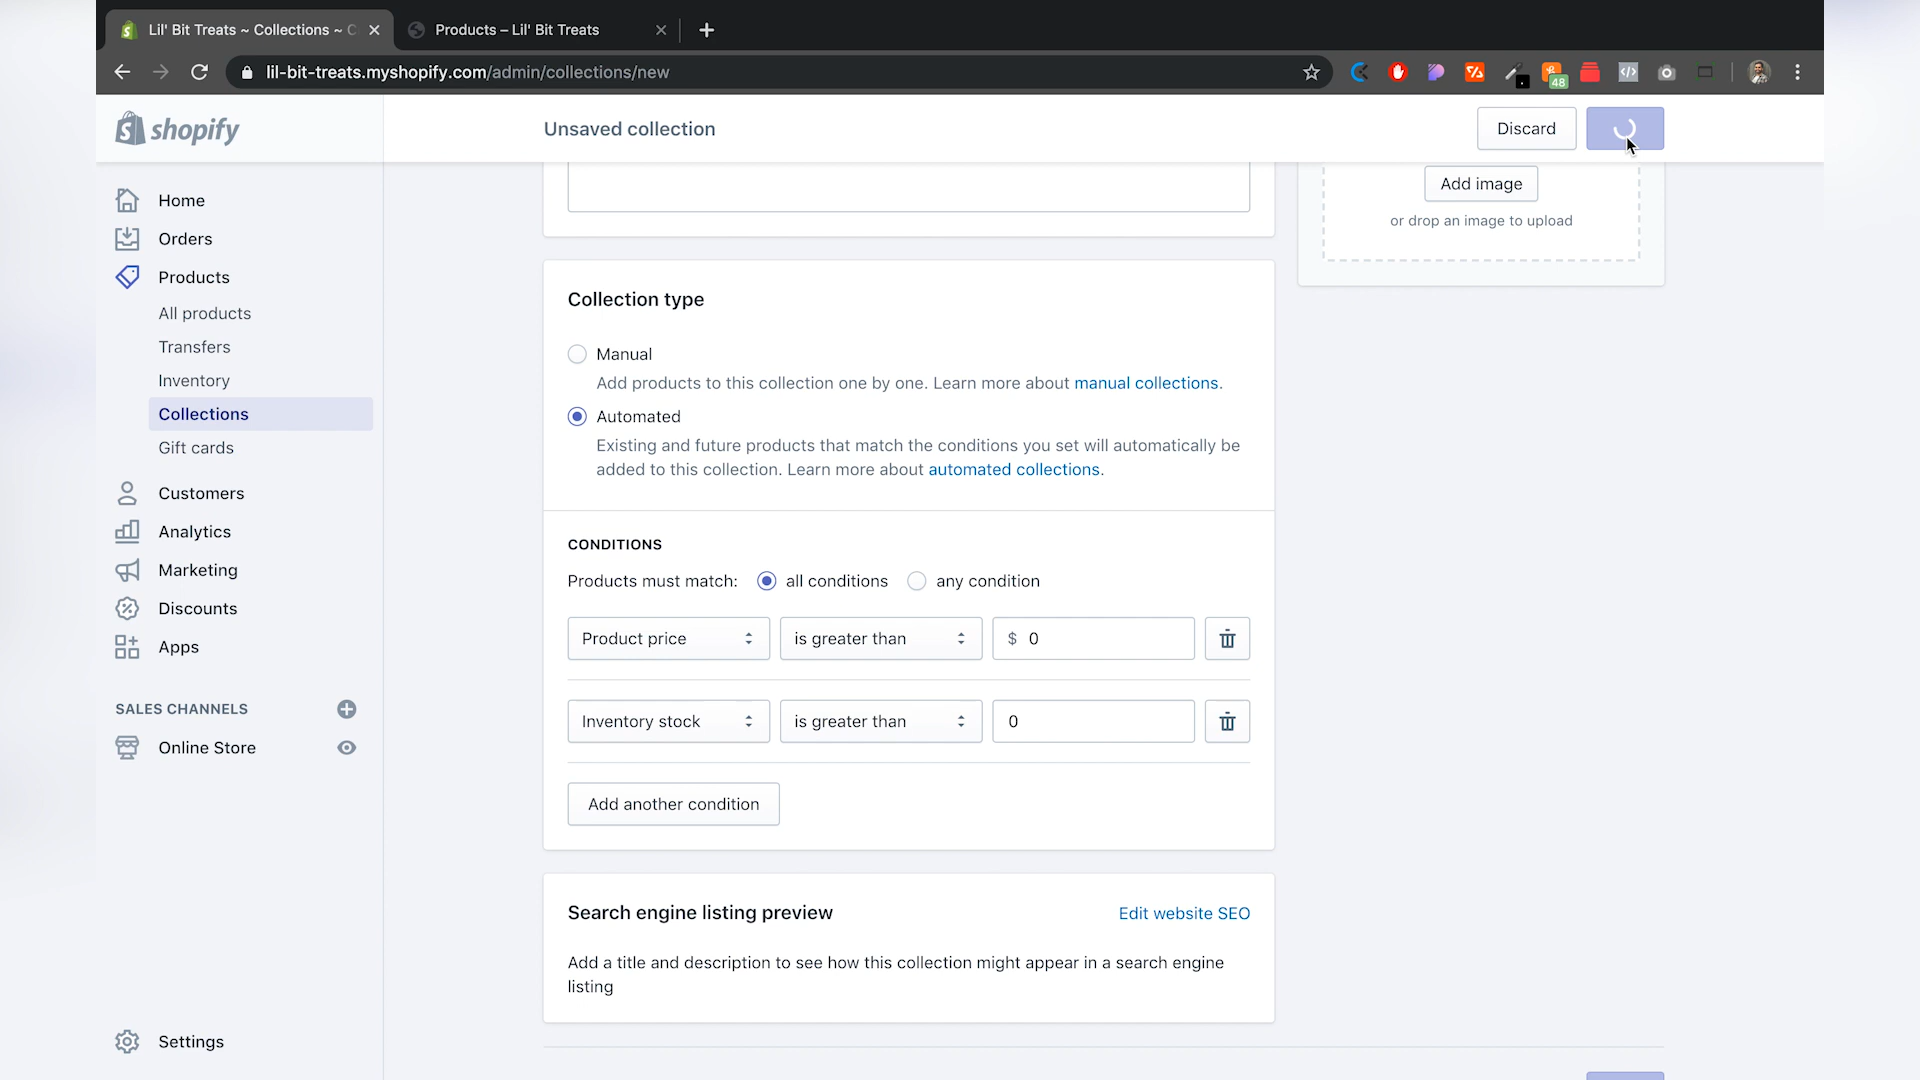 Lil' Bit Treats ~ Collections ~ C
Products – Lil' Bit Treats
lil-bit-treats.myshopify.com/admin/collections/new
48
shopify
Unsaved collection
Discard
Home
Orders
Products
All products
Transfers
Inventory
Collections
Gift cards
Customers
Analytics
Marketing
Discounts
Apps
SALES CHANNELS
Online Store
Settings
Add image
or drop an image to upload
Collection type
Manual
Add products to this collection one by one. Learn more about manual collections.
Automated
Existing and future products that match the conditions you set will automatically be
added to this collection. Learn more about automated collections.
CONDITIONS
Products must match: all conditions any condition
Product price is greater than $ 0
Inventory stock is greater than 0
Add another condition
Search engine listing preview
Edit website SEO
Add a title and description to see how this collection might appear in a search engine
listing